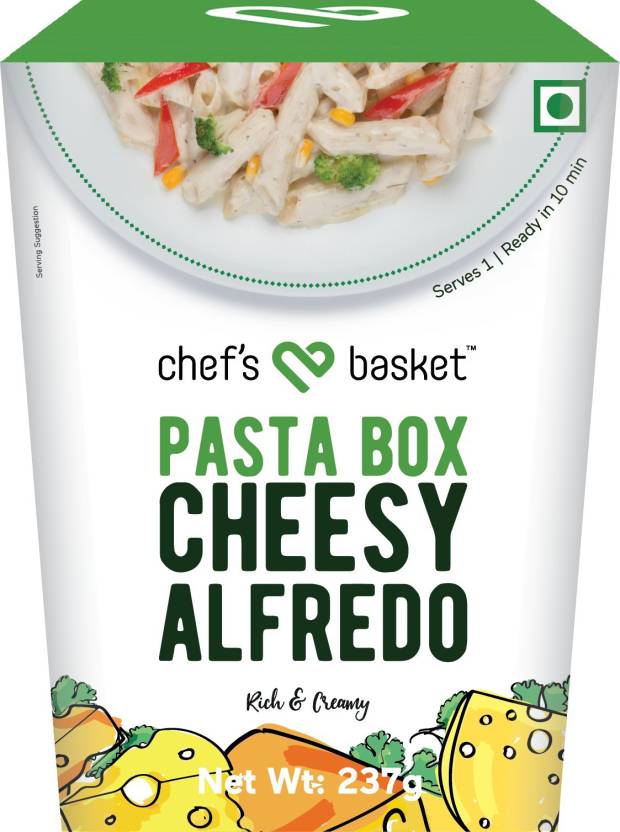 Serving Suggestion
Serves 1 | Ready in 10 min
chef's basket™
PASTA BOX
CHEESY
ALFREDO
Rich & Creamy
Net Wt: 237g